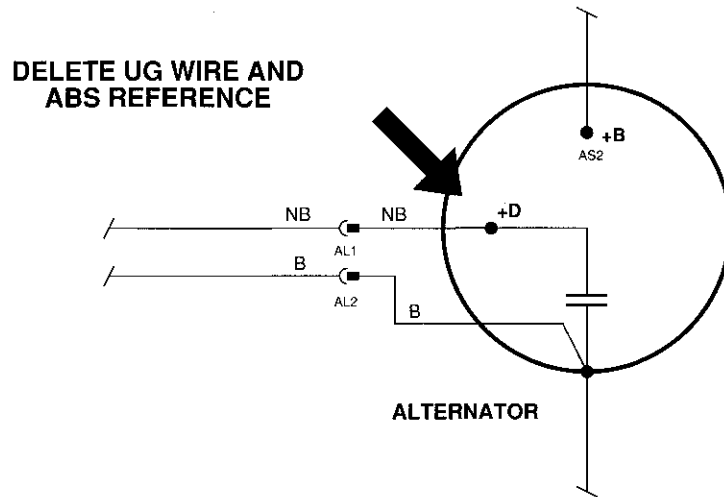 DELETE UG WIRE AND
ABS REFERENCE
+B
AS2
+D
NB
NB
AL1
B
AL2
B
ALTERNATOR